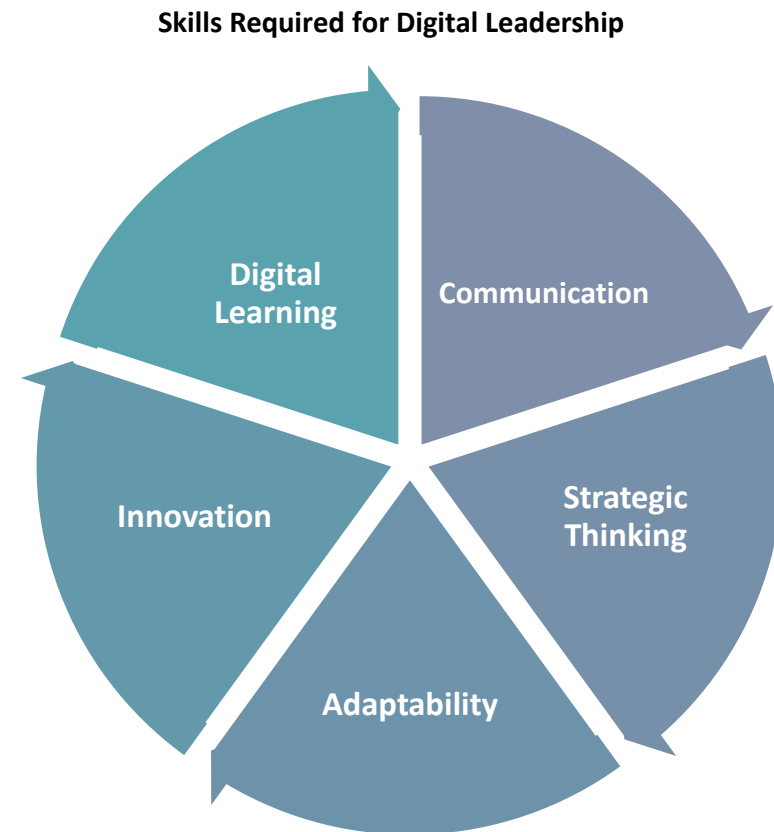 Skills Required for Digital Leadership
Communication
Strategic
Thinking
Adaptability
Innovation
Digital
Learning